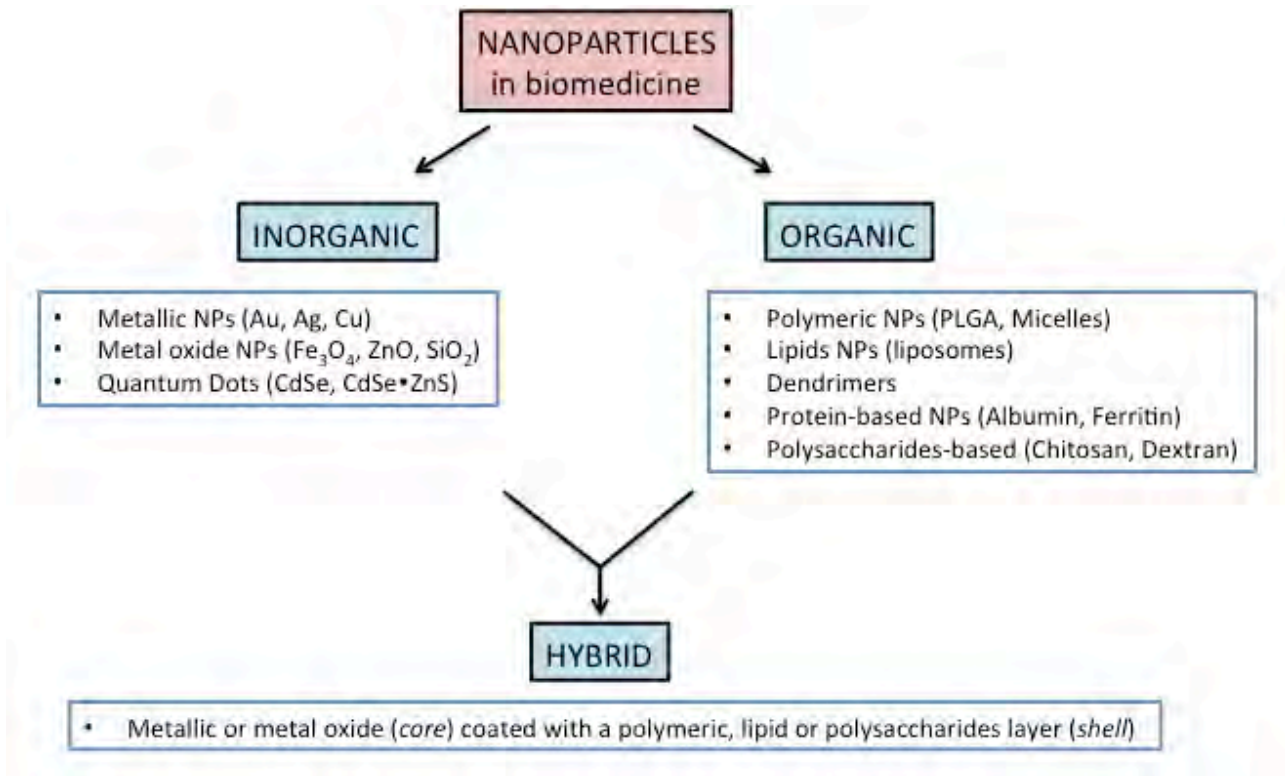 NANOPARTICLES
in biomedicine
INORGANIC
• Metallic NPs (Au, Ag, Cu)
• Metal oxide NPs (Fe₃O₄, ZnO, SiO₂)
• Quantum Dots (CdSe, CdSe•ZnS)
ORGANIC
• Polymeric NPs (PLGA, Micelles)
• Lipids NPs (liposomes)
• Dendrimers
• Protein-based NPs (Albumin, Ferritin)
• Polysaccharides-based (Chitosan, Dextran)
HYBRID
• Metallic or metal oxide (core) coated with a polymeric, lipid or polysaccharides layer (shell)